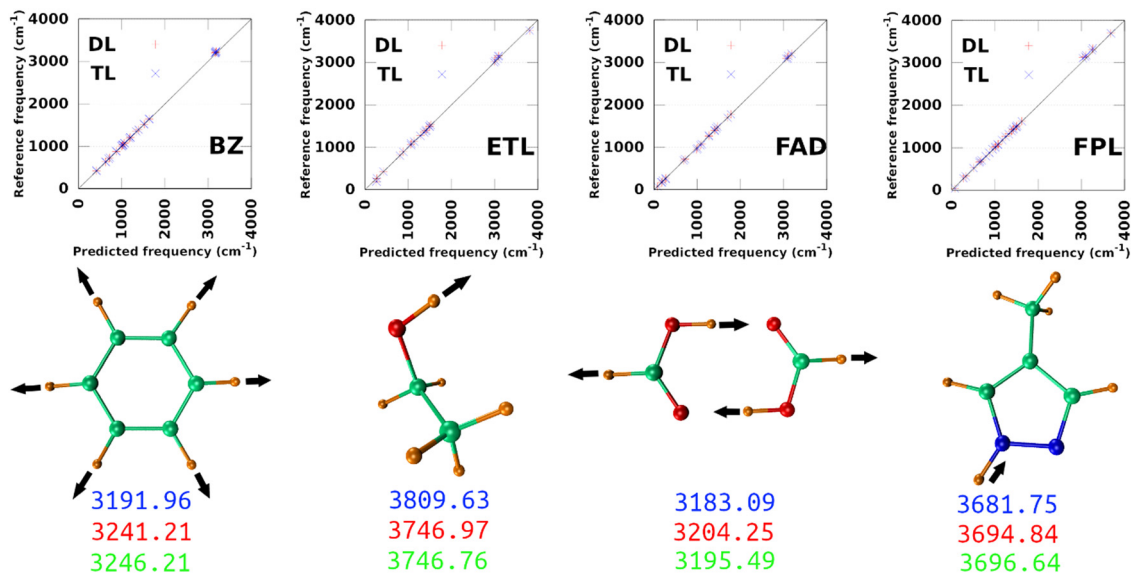 4000
3000
2000
1000
0
Reference frequency (cm-1)
DL
TL
BZ
0
1000
2000
3000
4000
Predicted frequency (cm-1)
4000
3000
2000
1000
0
Reference frequency (cm-1)
DL
TL
ETL
0
1000
2000
3000
4000
Predicted frequency (cm-1)
4000
3000
2000
1000
0
Reference frequency (cm-1)
DL
TL
FAD
0
1000
2000
3000
4000
Predicted frequency (cm-1)
4000
3000
2000
1000
0
Reference frequency (cm-1)
DL
TL
FPL
0
1000
2000
3000
4000
Predicted frequency (cm-1)
3191.96
3241.21
3246.21
3809.63
3746.97
3746.76
3183.09
3204.25
3195.49
3681.75
3694.84
3696.64